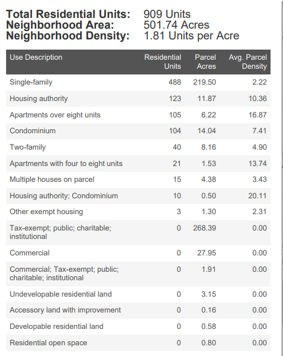 Total Residential Units: 909 Units
Neighborhood Area: 501.74 Acres
Neighborhood Density: 1.81 Units per Acre
Use Description Residential Units Parcel Acres Avg. Parcel Density
Single-family 488 219.50 2.22
Housing authority 123 11.87 10.36
Apartments over eight units 105 6.22 16.87
Condominium 104 14.04 7.41
Two-family 40 8.16 4.90
Apartments with four to eight units 21 1.53 13.74
Multiple houses on parcel 15 4.38 3.43
Housing authority; Condominium 10 0.50 20.11
Other exempt housing 3 1.30 2.31
Tax-exempt; public; charitable;
institutional 0 268.39 0.00
Commercial 0 27.95 0.00
Commercial; Tax-exempt; public;
charitable; institutional 0 1.91 0.00
Undevelopable residential land 0 3.15 0.00
Accessory land with improvement 0 0.16 0.00
Developable residential land 0 0.58 0.00
Residential open space 0 0.80 0.00